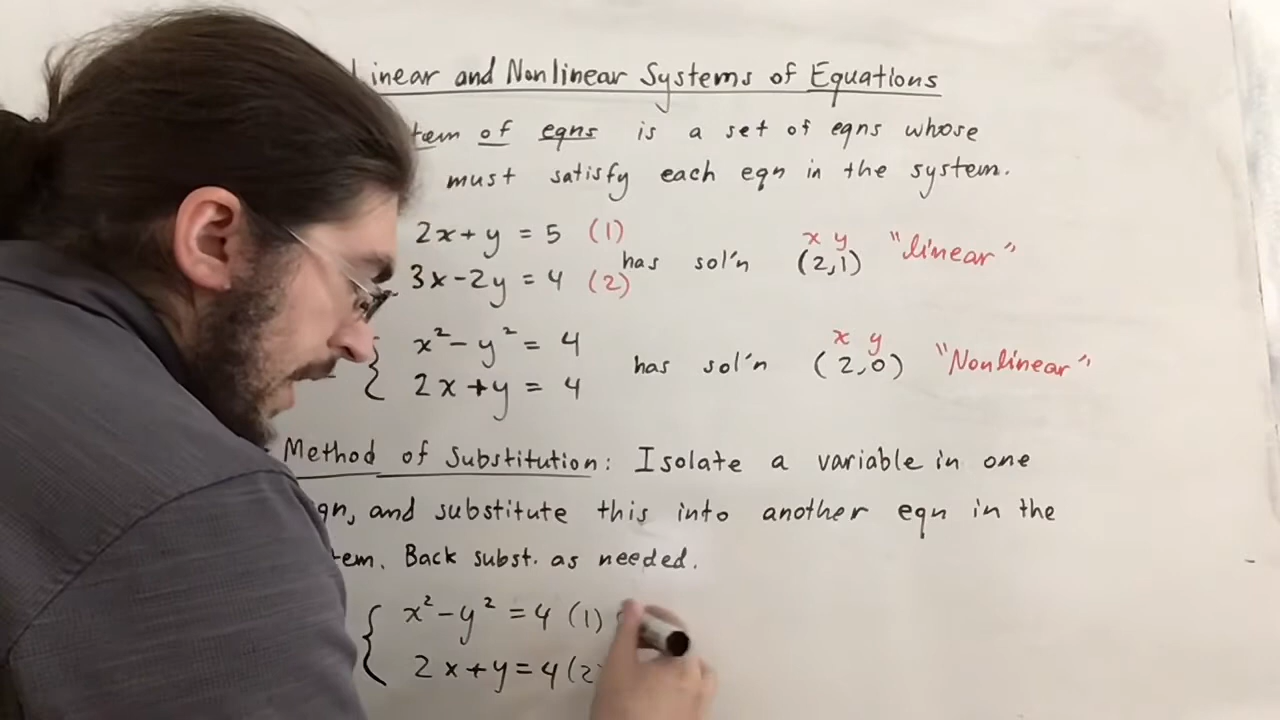 Linear and Nonlinear Systems of Equations
of eqns is a set of eqns whose
must satisfy each eqn in the system.
2x+y = 5 (1)
3x-2y = 4 (2)
has sol'n
x y
(2,1)
"linear"
x² - y² = 4
2x+y = 4
has sol'n
x y
(2,0)
"Nonlinear"
Method of Substitution: Isolate a variable in one
and substitute this into another eqn in the
Back subst. as needed.
x² - y² = 4 (1)
2x+y = 4 (2)